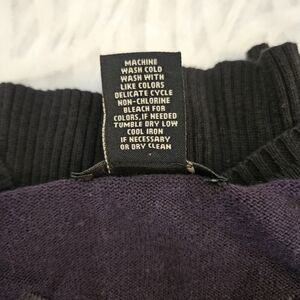 MACHINE
WASH COLD
WASH WITH
LIKE COLORS
DELICATE CYCLE
NON-CHLORINE
BLEACH FOR
COLORS,IF NEEDED
TUMBLE DRY LOW
COOL IRON
IF NECESSARY
OR DRY CLEAN